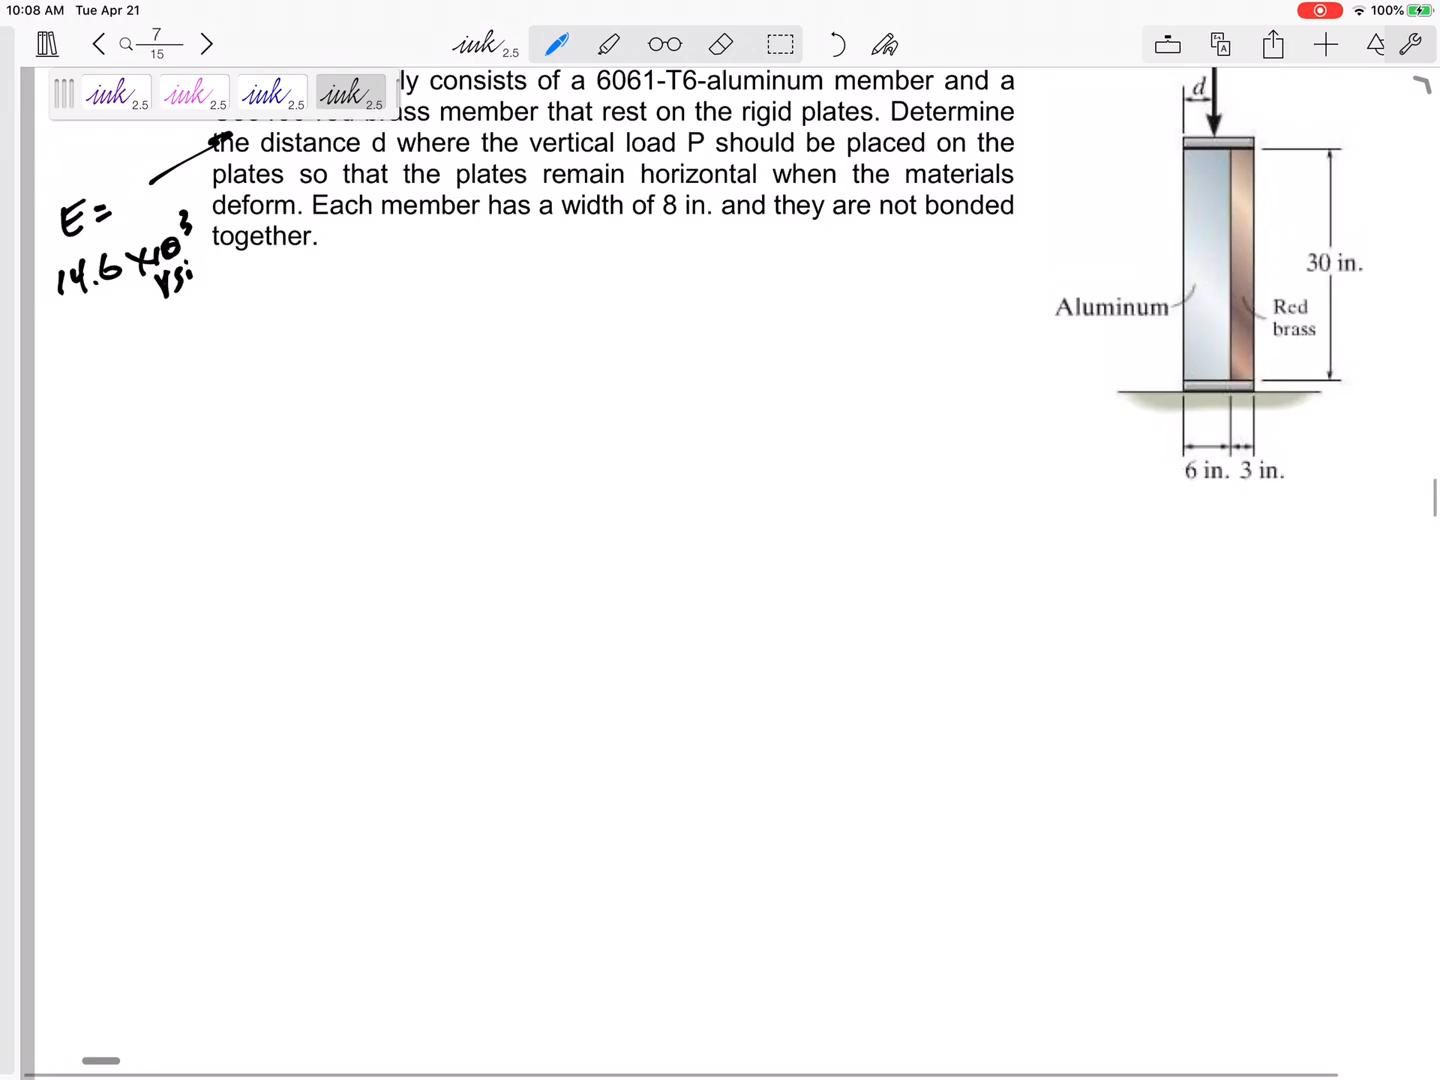 10:08 AM Tue Apr 21
100%
7
15
ink 2.5
ink 2.5 ink 2.5 ink 2.5 ink 2.5
ly consists of a 6061-T6-aluminum member and a
ass member that rest on the rigid plates. Determine
the distance d where the vertical load P should be placed on the
plates so that the plates remain horizontal when the materials
deform. Each member has a width of 8 in. and they are not bonded
together.
E=
14.6 x10³
ksi
d
30 in.
Aluminum
Red
brass
6 in. 3 in.